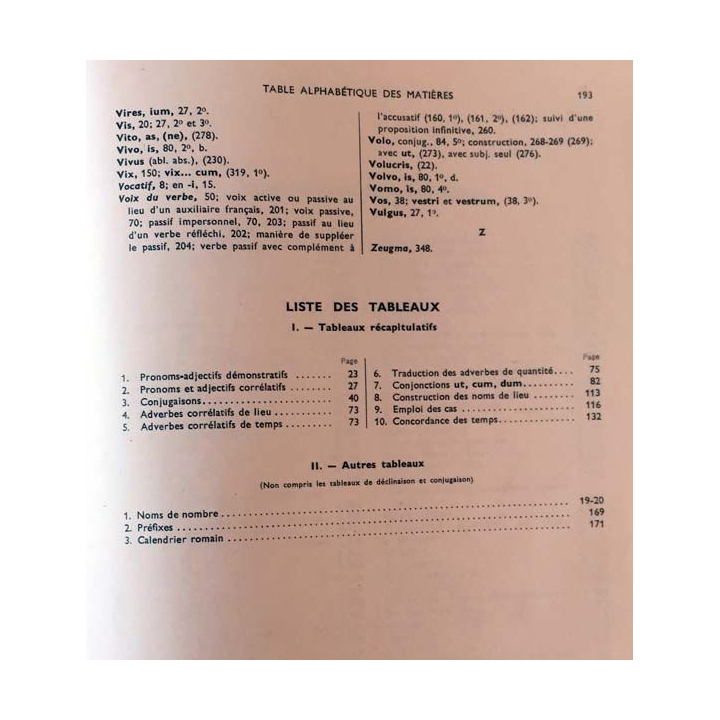 TABLE ALPHABÉTIQUE DES MATIÈRES 193
Vires, ium, 27, 2º.
Vis, 20; 27, 2º et 3º.
Vito, as, (ne), (278).
Vivo, is, 80, 2º, b.
Vivus (abl. abs.), (230).
Vix, 150; vix... cum, (319, 1º).
Vocatif, 8; en -i, 15.
Voix du verbe, 50; voix active ou passive au
lieu d'un auxiliaire français, 201; voix passive,
70; passif impersonnel, 70, 203; passif au lieu
d'un verbe réfléchi, 202; manière de suppléer
le passif, 204; verbe passif avec complément à
l'accusatif (160, 1º), (161, 2º), (162); suivi d'une
proposition infinitive, 260.
Volo, conjug., 84, 5º; construction, 268-269 (269);
avec ut, (273), avec subj. seul (276).
Volucris, (22).
Volvo, is, 80, 1º, d.
Vomo, is, 80, 4º.
Vos, 38; vestri et vestrum, (38, 3º).
Vulgus, 27, 1º.
Z
Zeugma, 348.
LISTE DES TABLEAUX
I. — Tableaux récapitulatifs
Page
1. Pronoms-adjectifs démonstratifs ....... 23
2. Pronoms et adjectifs corrélatifs ........ 27
3. Conjugaisons......................... 40
4. Adverbes corrélatifs de lieu ........... 73
5. Adverbes corrélatifs de temps ......... 73
Page
6. Traduction des adverbes de quantité.... 75
7. Conjonctions ut, cum, dum........... 82
8. Construction des noms de lieu ........ 113
9. Emploi des cas ..................... 116
10. Concordance des temps............... 132
II. — Autres tableaux
(Non compris les tableaux de déclinaison et conjugaison)
1. Noms de nombre.................................................. 19-20
2. Préfixes ......................................................... 169
3. Calendrier romain ................................................ 171